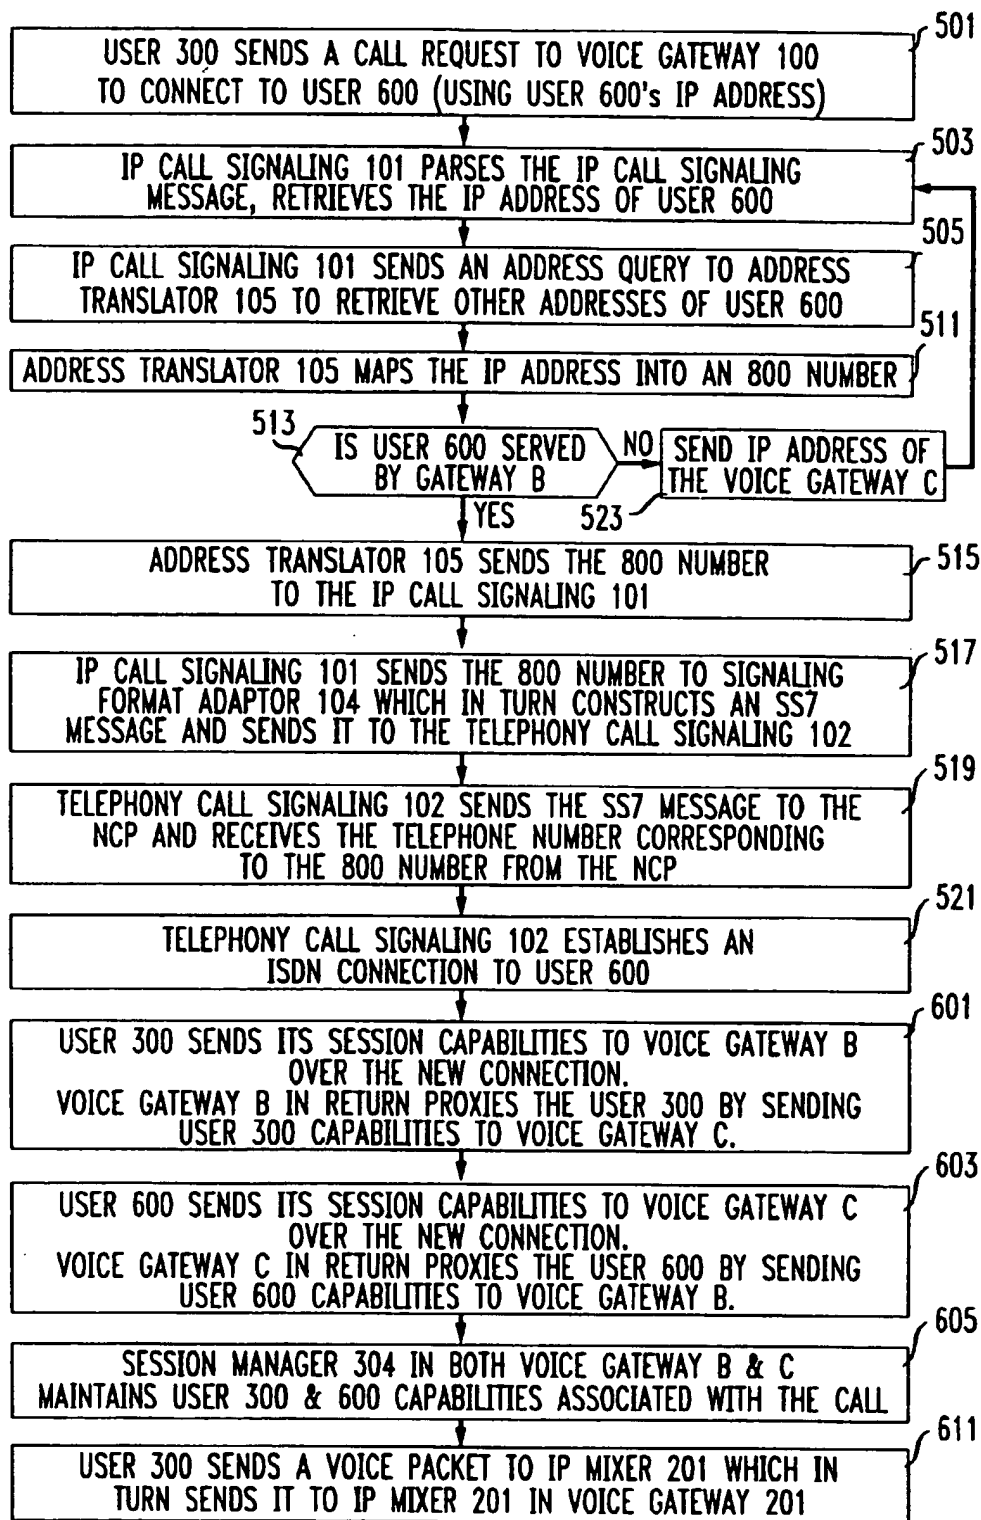 501
USER 300 SENDS A CALL REQUEST TO VOICE GATEWAY 100
TO CONNECT TO USER 600 (USING USER 600's IP ADDRESS)
503
IP CALL SIGNALING 101 PARSES THE IP CALL SIGNALING
MESSAGE, RETRIEVES THE IP ADDRESS OF USER 600
505
IP CALL SIGNALING 101 SENDS AN ADDRESS QUERY TO ADDRESS
TRANSLATOR 105 TO RETRIEVE OTHER ADDRESSES OF USER 600
511
ADDRESS TRANSLATOR 105 MAPS THE IP ADDRESS INTO AN 800 NUMBER
513
IS USER 600 SERVED
BY GATEWAY B
NO
SEND IP ADDRESS OF
THE VOICE GATEWAY C
523
YES
515
ADDRESS TRANSLATOR 105 SENDS THE 800 NUMBER
TO THE IP CALL SIGNALING 101
517
IP CALL SIGNALING 101 SENDS THE 800 NUMBER TO SIGNALING
FORMAT ADAPTOR 104 WHICH IN TURN CONSTRUCTS AN SS7
MESSAGE AND SENDS IT TO THE TELEPHONY CALL SIGNALING 102
519
TELEPHONY CALL SIGNALING 102 SENDS THE SS7 MESSAGE TO THE
NCP AND RECEIVES THE TELEPHONE NUMBER CORRESPONDING
TO THE 800 NUMBER FROM THE NCP
521
TELEPHONY CALL SIGNALING 102 ESTABLISHES AN
ISDN CONNECTION TO USER 600
601
USER 300 SENDS ITS SESSION CAPABILITIES TO VOICE GATEWAY B
OVER THE NEW CONNECTION.
VOICE GATEWAY B IN RETURN PROXIES THE USER 300 BY SENDING
USER 300 CAPABILITIES TO VOICE GATEWAY C.
603
USER 600 SENDS ITS SESSION CAPABILITIES TO VOICE GATEWAY C
OVER THE NEW CONNECTION.
VOICE GATEWAY C IN RETURN PROXIES THE USER 600 BY SENDING
USER 600 CAPABILITIES TO VOICE GATEWAY B.
605
SESSION MANAGER 304 IN BOTH VOICE GATEWAY B & C
MAINTAINS USER 300 & 600 CAPABILITIES ASSOCIATED WITH THE CALL
611
USER 300 SENDS A VOICE PACKET TO IP MIXER 201 WHICH IN
TURN SENDS IT TO IP MIXER 201 IN VOICE GATEWAY 201